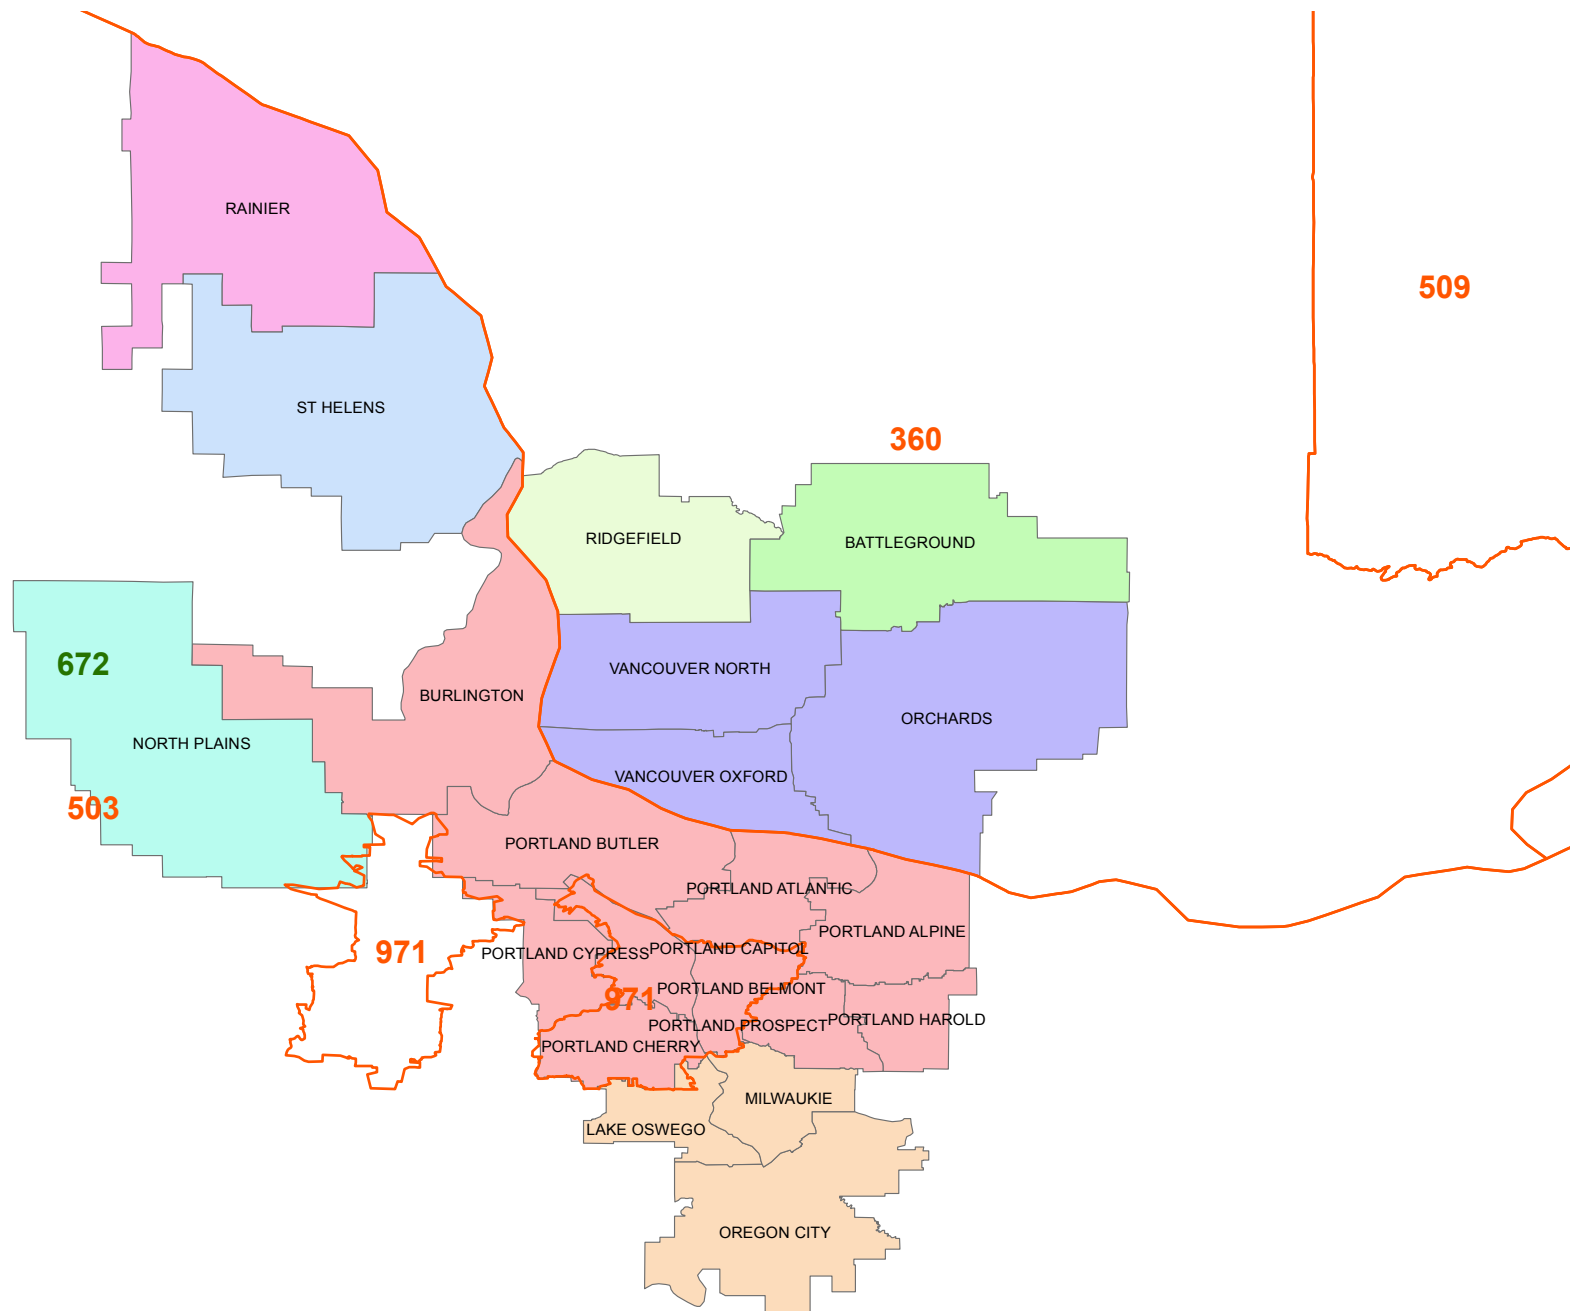 RAINIER
509
ST HELENS
360
RIDGEFIELD
BATTLEGROUND
672
VANCOUVER NORTH
BURLINGTON
ORCHARDS
NORTH PLAINS
VANCOUVER OXFORD
503
PORTLAND BUTLER
PORTLAND ATLANTIC
PORTLAND ALPINE
971
PORTLAND CYPRESS
PORTLAND CAPITOL
PORTLAND BELMONT
971
PORTLAND PROSPECT
PORTLAND HAROLD
PORTLAND CHERRY
MILWAUKIE
LAKE OSWEGO
OREGON CITY